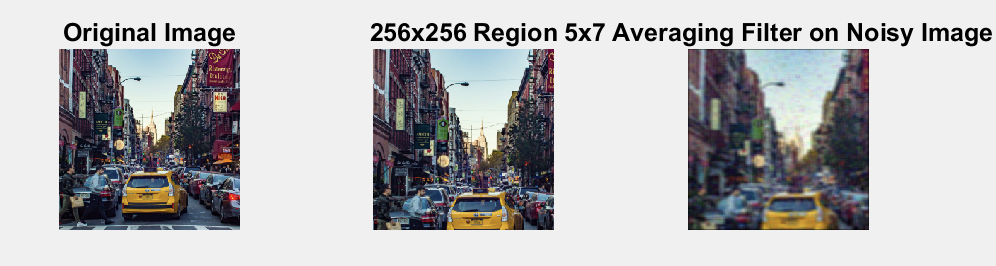 Original Image
256x256 Region
5x7 Averaging Filter on Noisy Image